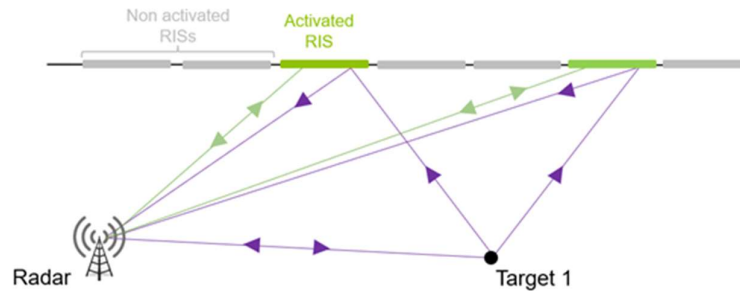 Non activated
RISs
Activated
RIS
Radar
Target 1